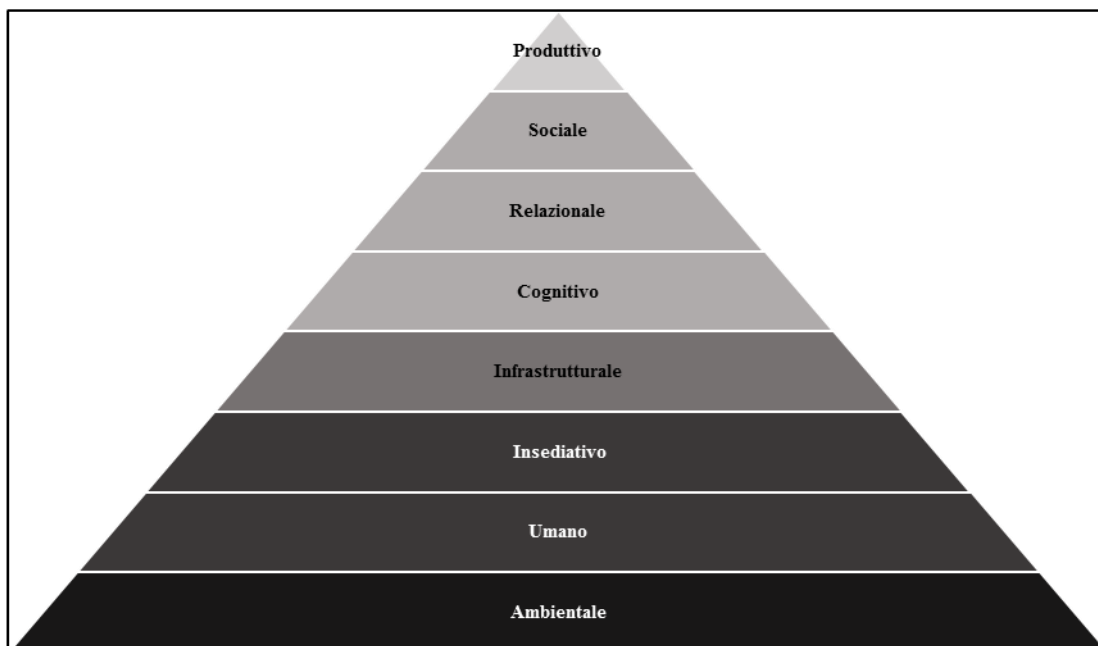 Produttivo
Sociale
Relazionale
Cognitivo
Infrastrutturale
Insediativo
Umano
Ambientale